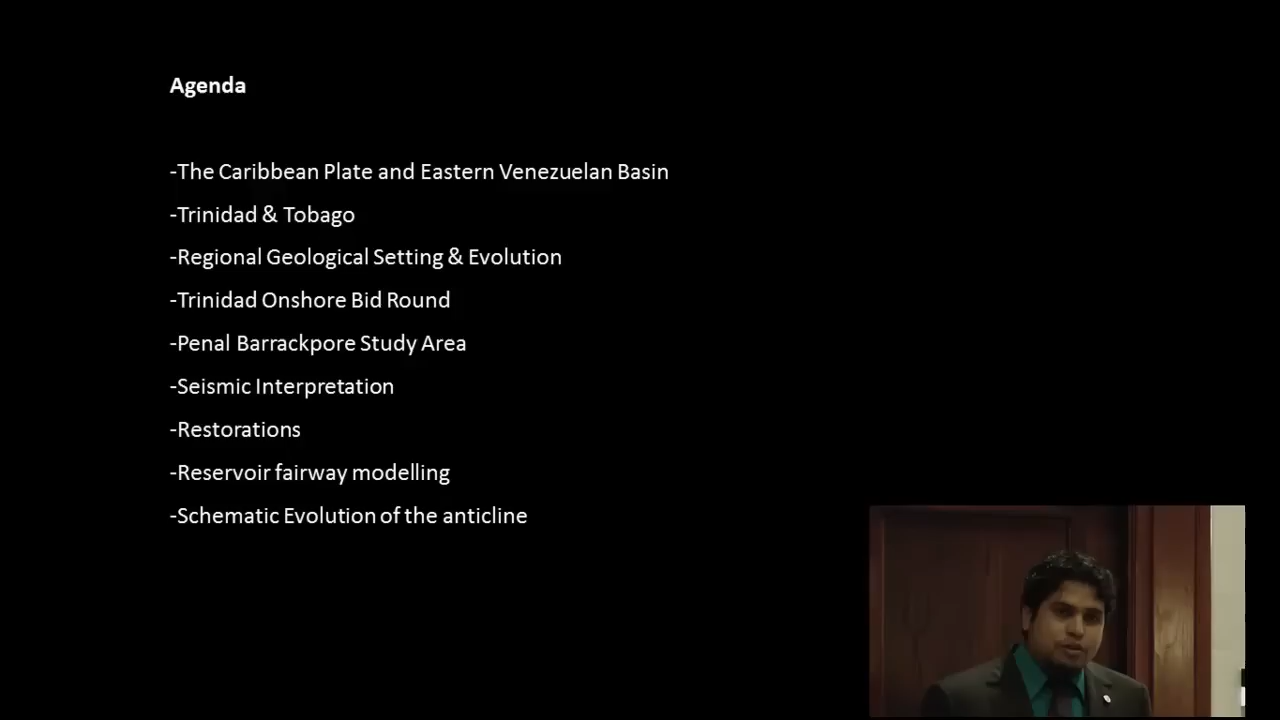 Agenda
-The Caribbean Plate and Eastern Venezuelan Basin
-Trinidad & Tobago
-Regional Geological Setting & Evolution
-Trinidad Onshore Bid Round
-Penal Barrackpore Study Area
-Seismic Interpretation
-Restorations
-Reservoir fairway modelling
-Schematic Evolution of the anticline